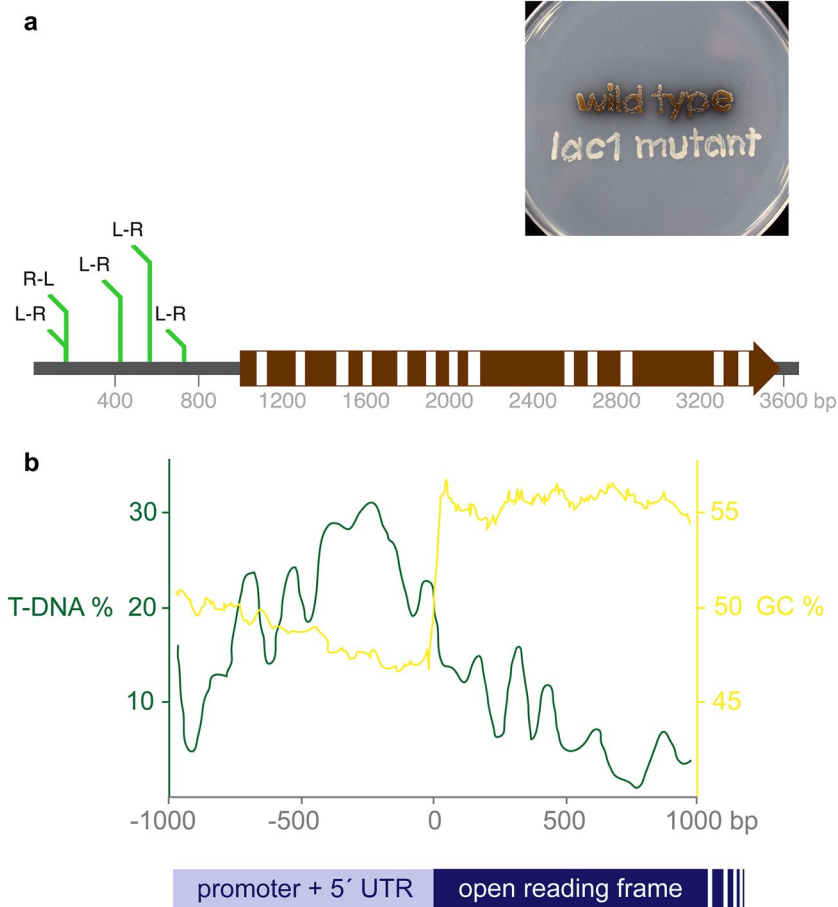 a
wild type
lac1 mutant
L-R
L-R
R-L
L-R
L-R
400 800 1200 1600 2000 2400 2800 3200 3600 bp
b
30 55
T-DNA % 20 50 GC %
10 45
-1000 -500 0 500 1000 bp
promoter + 5´ UTR open reading frame